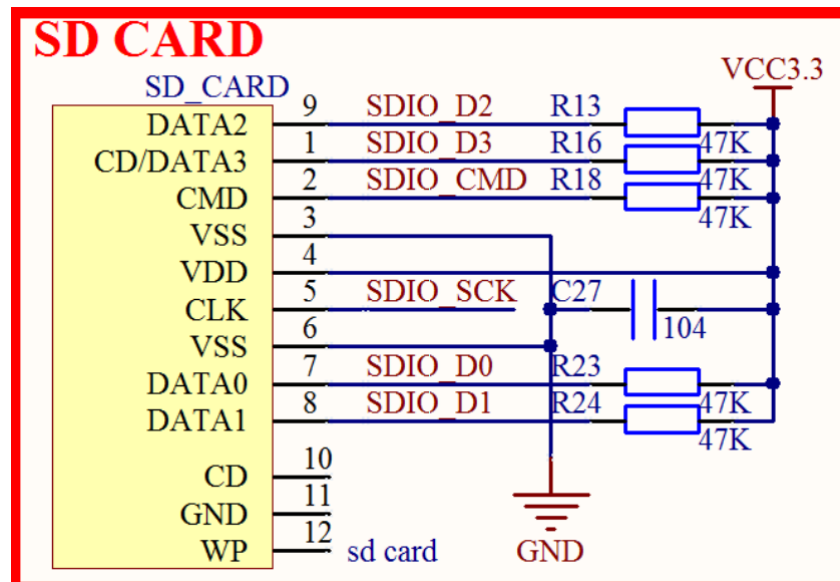 SD CARD
SD_CARD
VCC3.3
DATA2 9 SDIO_D2 R13 47K
CD/DATA3 1 SDIO_D3 R16 47K
CMD 2 SDIO_CMD R18 47K
VSS 3
VDD 4
CLK 5 SDIO_SCK C27 104
VSS 6
DATA0 7 SDIO_D0 R23 47K
DATA1 8 SDIO_D1 R24 47K
CD 10
GND 11
WP 12 sd card GND